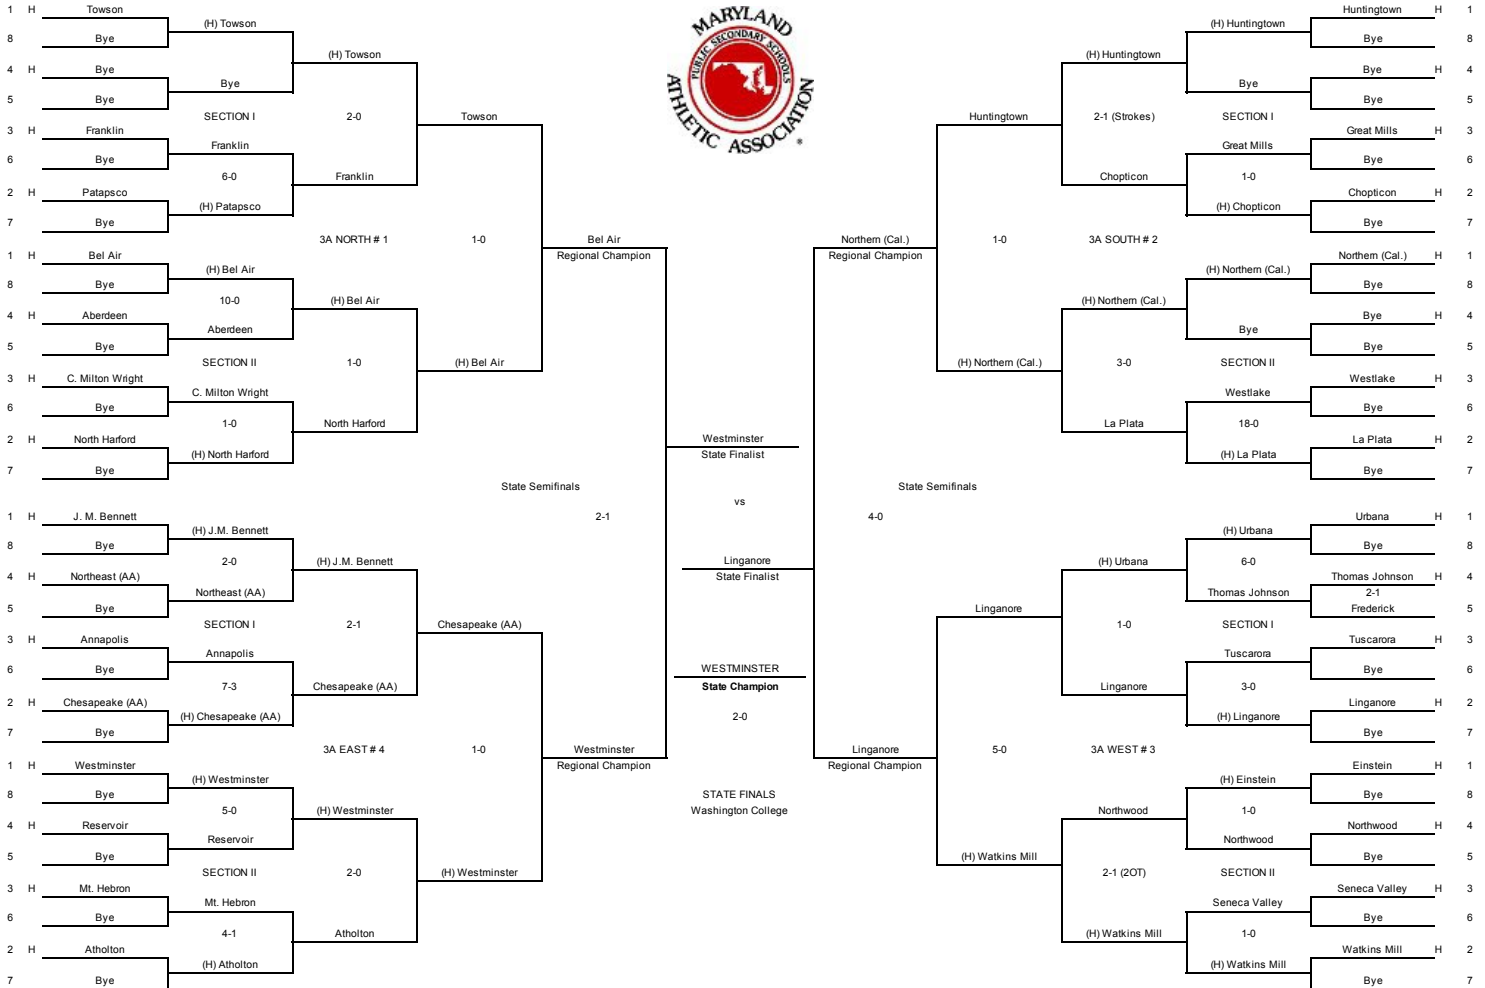 MARYLAND
PUBLIC SECONDARY SCHOOLS
ATHLETIC ASSOCIATION
®
1 H Towson
(H) Towson
8 Bye
(H) Towson
4 H Bye
Bye
5 Bye
SECTION I 2-0 Towson
3 H Franklin
Franklin
6 Bye
6-0 Franklin
2 H Patapsco
(H) Patapsco
7 Bye
3A NORTH # 1 1-0 Bel Air
Regional Champion
1 H Bel Air
(H) Bel Air
8 Bye
10-0 (H) Bel Air
4 H Aberdeen
Aberdeen
5 Bye
SECTION II 1-0 (H) Bel Air
3 H C. Milton Wright
C. Milton Wright
6 Bye
1-0 North Harford
2 H North Harford
(H) North Harford
7 Bye
State Semifinals
2-1
1 H J. M. Bennett
(H) J.M. Bennett
8 Bye
2-0 (H) J.M. Bennett
4 H Northeast (AA)
Northeast (AA)
5 Bye
SECTION I 2-1 Chesapeake (AA)
3 H Annapolis
Annapolis
6 Bye
7-3 Chesapeake (AA)
2 H Chesapeake (AA)
(H) Chesapeake (AA)
7 Bye
3A EAST # 4 1-0 Westminster
Regional Champion
1 H Westminster
(H) Westminster
8 Bye
5-0 (H) Westminster
4 H Reservoir
Reservoir
5 Bye
SECTION II 2-0 (H) Westminster
3 H Mt. Hebron
Mt. Hebron
6 Bye
4-1 Atholton
2 H Atholton
(H) Atholton
7 Bye
Westminster
State Finalist
vs
Linganore
State Finalist
WESTMINSTER
State Champion
2-0
STATE FINALS
Washington College
Huntingtown H 1
(H) Huntingtown
Bye 8
(H) Huntingtown
Bye H 4
Bye
Bye 5
Huntingtown 2-1 (Strokes) SECTION I
Great Mills H 3
Great Mills
Bye 6
Chopticon 1-0
Chopticon H 2
(H) Chopticon
Bye 7
Northern (Cal.) 1-0 3A SOUTH # 2
Regional Champion
Northern (Cal.) H 1
(H) Northern (Cal.)
Bye 8
(H) Northern (Cal.)
Bye H 4
Bye
Bye 5
(H) Northern (Cal.) 3-0 SECTION II
Westlake H 3
Westlake
Bye 6
La Plata 18-0
La Plata H 2
(H) La Plata
Bye 7
State Semifinals
4-0
Urbana H 1
(H) Urbana
Bye 8
(H) Urbana 6-0
Thomas Johnson H 4
Thomas Johnson 2-1
Frederick 5
Linganore 1-0 SECTION I
Tuscarora H 3
Tuscarora
Bye 6
Linganore 3-0
Linganore H 2
(H) Linganore
Bye 7
Linganore 5-0 3A WEST # 3
Regional Champion
Einstein H 1
(H) Einstein
Bye 8
Northwood 1-0
Northwood H 4
Northwood
Bye 5
(H) Watkins Mill 2-1 (2OT) SECTION II
Seneca Valley H 3
Seneca Valley
Bye 6
(H) Watkins Mill 1-0
Watkins Mill H 2
(H) Watkins Mill
Bye 7